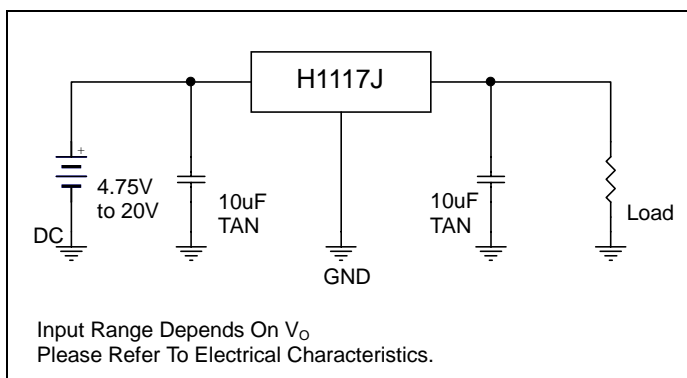 H1117J
+
4.75V
to 20V
10uF
TAN
10uF
TAN
Load
DC
GND
Input Range Depends On VO
Please Refer To Electrical Characteristics.